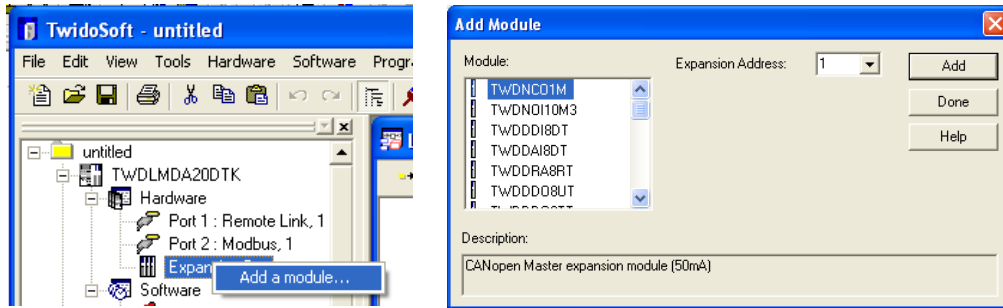 TwidoSoft - untitled
File Edit View Tools Hardware Software Progr
untitled
TWDLMDA20DTK
Hardware
Port 1 : Remote Link, 1
Port 2 : Modbus, 1
Add a module...
Software
Add Module
Module:
Expansion Address:
1
Add
TWDNCO1M
TWDNOI10M3
Done
TWDDDI8DT
TWDDAI8DT
Help
TWDDRA8RT
TWDDDO8UT
Description:
CANopen Master expansion module (50mA)